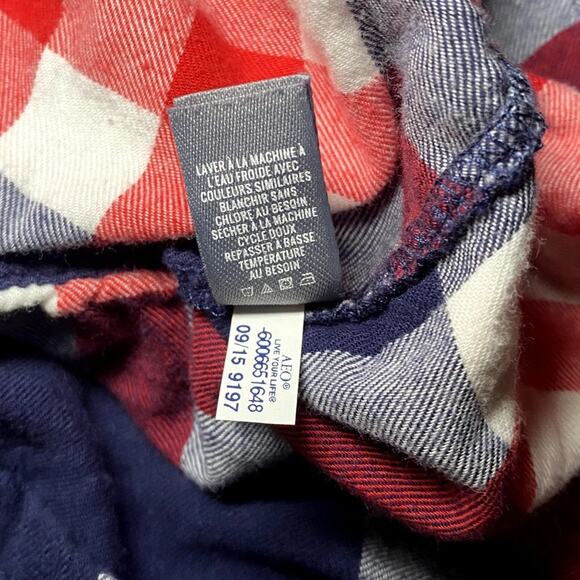 LAVER À LA MACHINE À
L'EAU FROIDE AVEC
COULEURS SIMILAIRES
BLANCHIR SANS
CHLORE AU BESOIN
SÉCHER À LA MACHINE
CYCLE DOUX
REPASSER À BASSE
TEMPÉRATURE
AU BESOIN
AEO®
LIVE YOUR LIFE®
-6006651648
09/15 9197